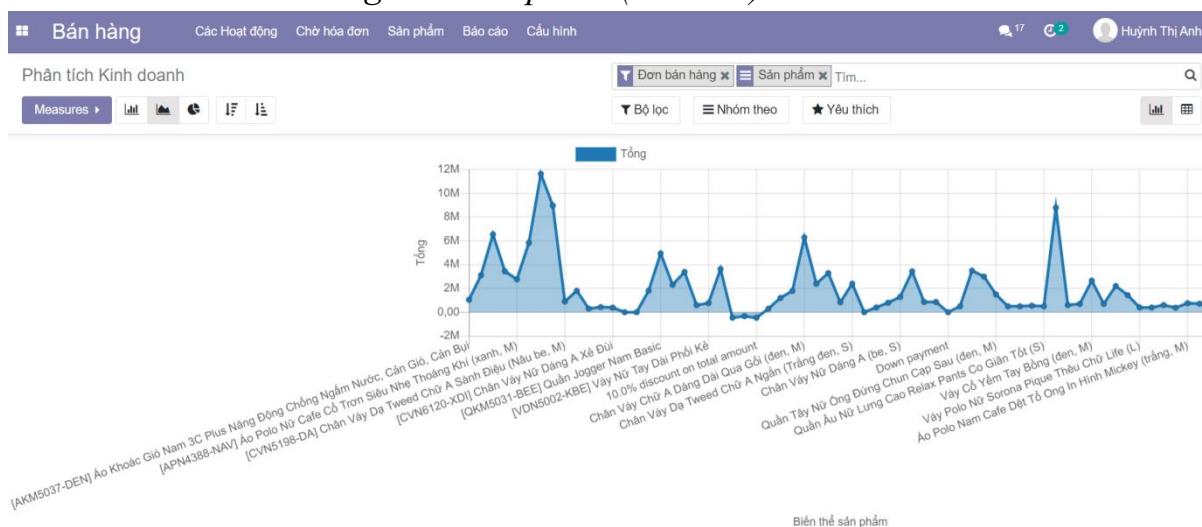 Bán hàng Các Hoạt động Chờ hóa đơn Sản phẩm Báo cáo Cấu hình 17 2 Huỳnh Thị Anh
Phân tích Kinh doanh Đơn bán hàng Sản phẩm Tìm...
Measures Bộ lọc Nhóm theo Yêu thích
Tổng
12M
10M
8M
6M
4M
2M
0,00
-2M
Tổng
[AKM5037-DEN] Áo Khoác Gió Nam 3C Plus Năng Động Chống Ngấm Nước, Cản Gió, Cản Bụi
[APN4388-NAV] Áo Polo Nữ Cafe Cổ Trơn Siêu Nhẹ Thoáng Khí (xanh, M)
[CVN5198-DA] Chân Váy Dạ Tweed Chữ A Sành Điệu (Nâu be, M)
[CVN6120-XDI] Chân Váy Nữ Dáng A Xẻ Đùi
[QKM5031-BEE] Quần Jogger Nam Basic
[VDN5002-KBE] Váy Nữ Tay Dài Phối Kẻ
10.0% discount on total amount
Chân Váy Chữ A Dáng Dài Qua Gối (đen, M)
Chân Váy Dạ Tweed Chữ A Ngắn (Trắng đen, S)
Chân Váy Nữ Dáng A (be, S)
Down payment
Quần Tây Nữ Ống Đứng Chun Cạp Sau (đen, M)
Quần Âu Nữ Lưng Cao Relax Pants Co Giãn Tốt (S)
Váy Cổ Yếm Tay Bồng (đen, M)
Váy Polo Nữ Sorona Pique Thêu Chữ Life (L)
Áo Polo Nam Cafe Dệt Tổ Ong In Hình Mickey (trắng, M)
Biến thể sản phẩm